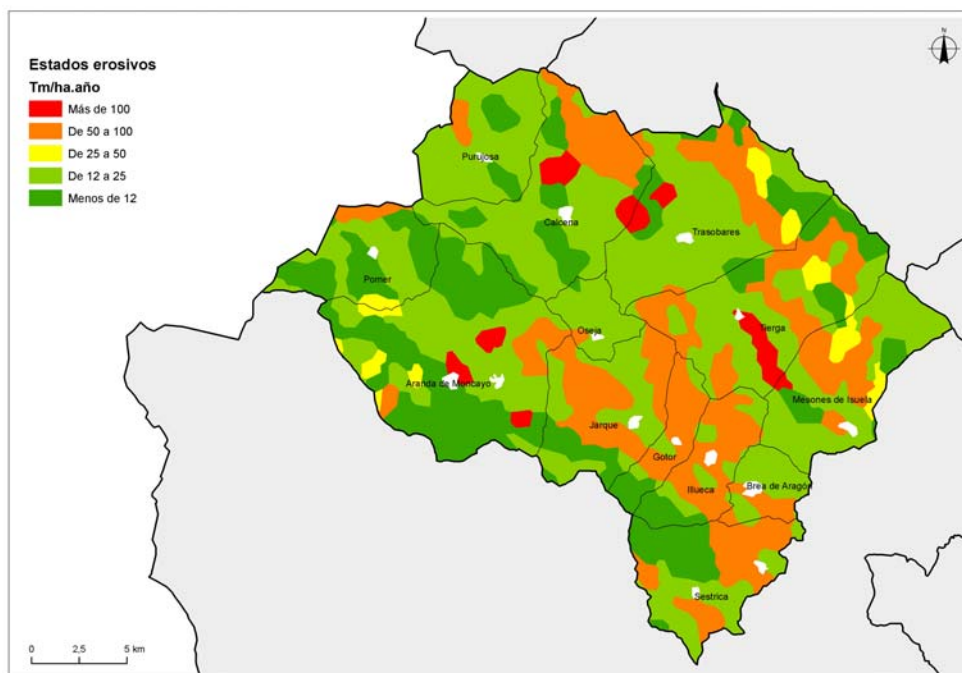 N
Estados erosivos
Tm/ha.año
Más de 100
De 50 a 100
De 25 a 50
De 12 a 25
Menos de 12
Purujosa
Calcena
Trasobares
Pomer
Oseja
Tierga
Aranda de Moncayo
Mesones de Isuela
Jarque
Gotor
Illueca
Brea de Aragón
Sestrica
0 2,5 5 km